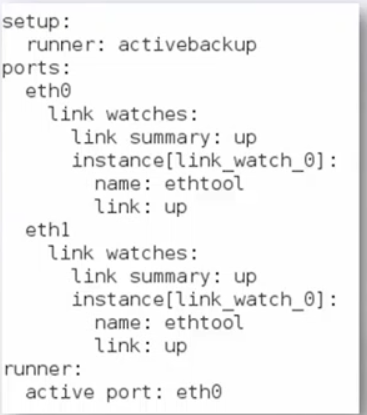 setup:
  runner: activebackup
ports:
  eth0
    link watches:
      link summary: up
      instance[link_watch_0]:
        name: ethtool
        link: up
  eth1
    link watches:
      link summary: up
      instance[link_watch_0]:
        name: ethtool
        link: up
runner:
  active port: eth0